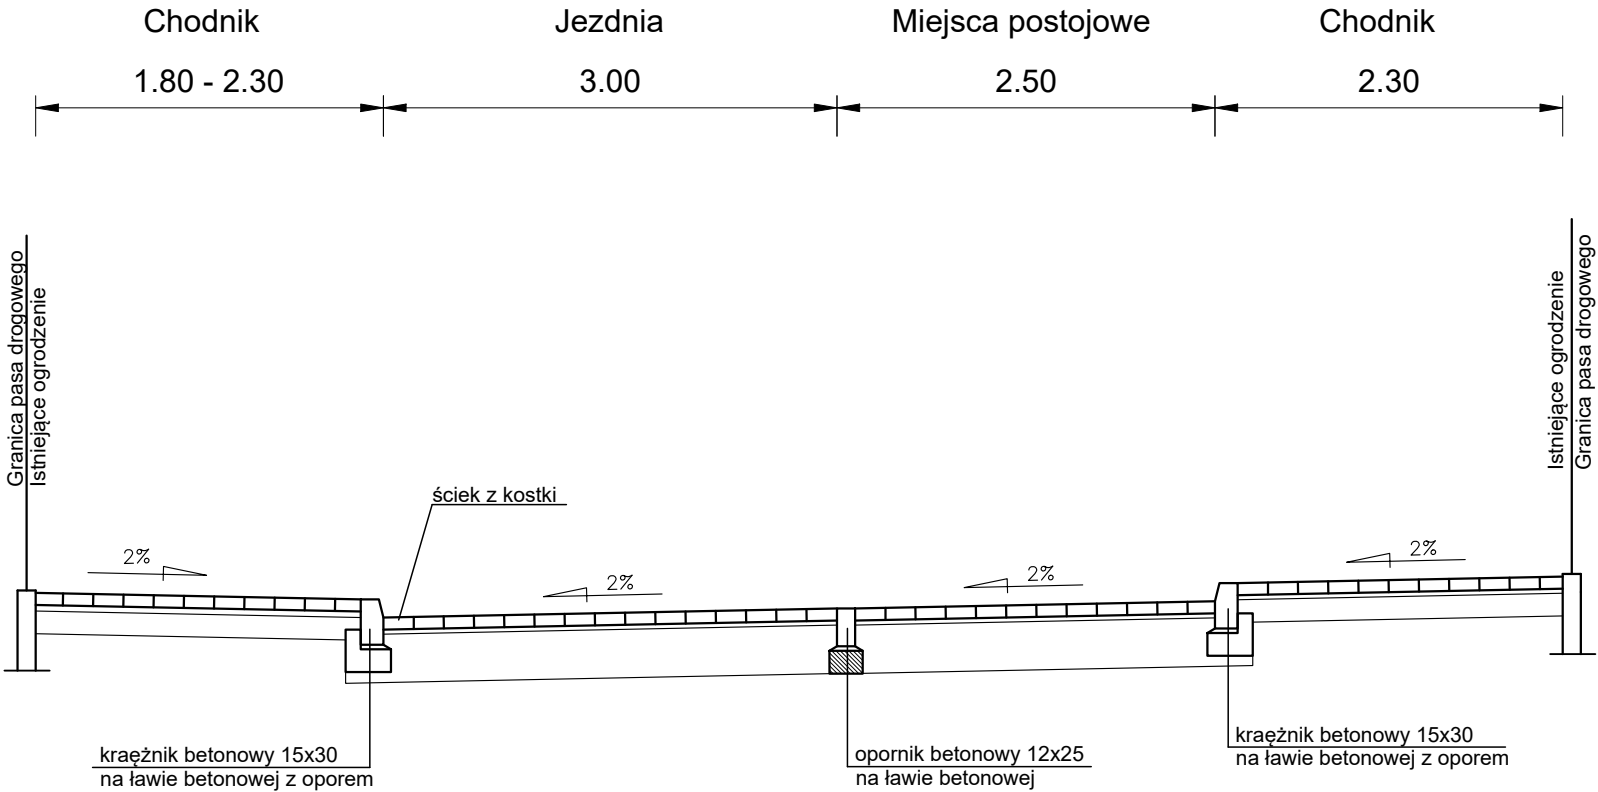 Chodnik
Jezdnia
Miejsca postojowe
Chodnik
1.80 - 2.30
3.00
2.50
2.30
Granica pasa drogowego
Istniejące ogrodzenie
Istniejące ogrodzenie
Granica pasa drogowego
ściek z kostki
2%
2%
2%
2%
kraężnik betonowy 15x30
na ławie betonowej z oporem
opornik betonowy 12x25
na ławie betonowej
kraężnik betonowy 15x30
na ławie betonowej z oporem